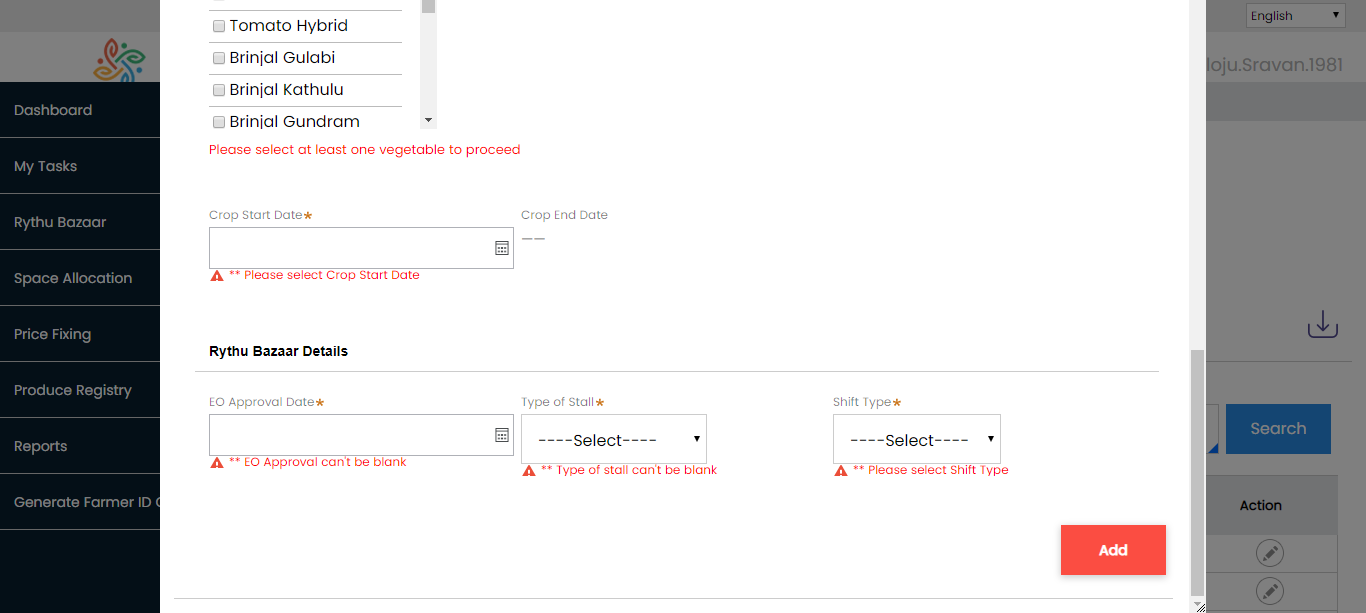 English
loju.Sravan.1981
Dashboard
My Tasks
Rythu Bazaar
Space Allocation
Price Fixing
Produce Registry
Reports
Generate Farmer ID
Tomato Hybrid
Brinjal Gulabi
Brinjal Kathulu
Brinjal Gundram
Please select at least one vegetable to proceed
Crop Start Date* Crop End Date
——
** Please select Crop Start Date
Rythu Bazaar Details
EO Approval Date* Type of Stall* Shift Type*
----Select---- ----Select----
** EO Approval can't be blank ** Type of stall can't be blank ** Please select Shift Type
Add
Search
Action